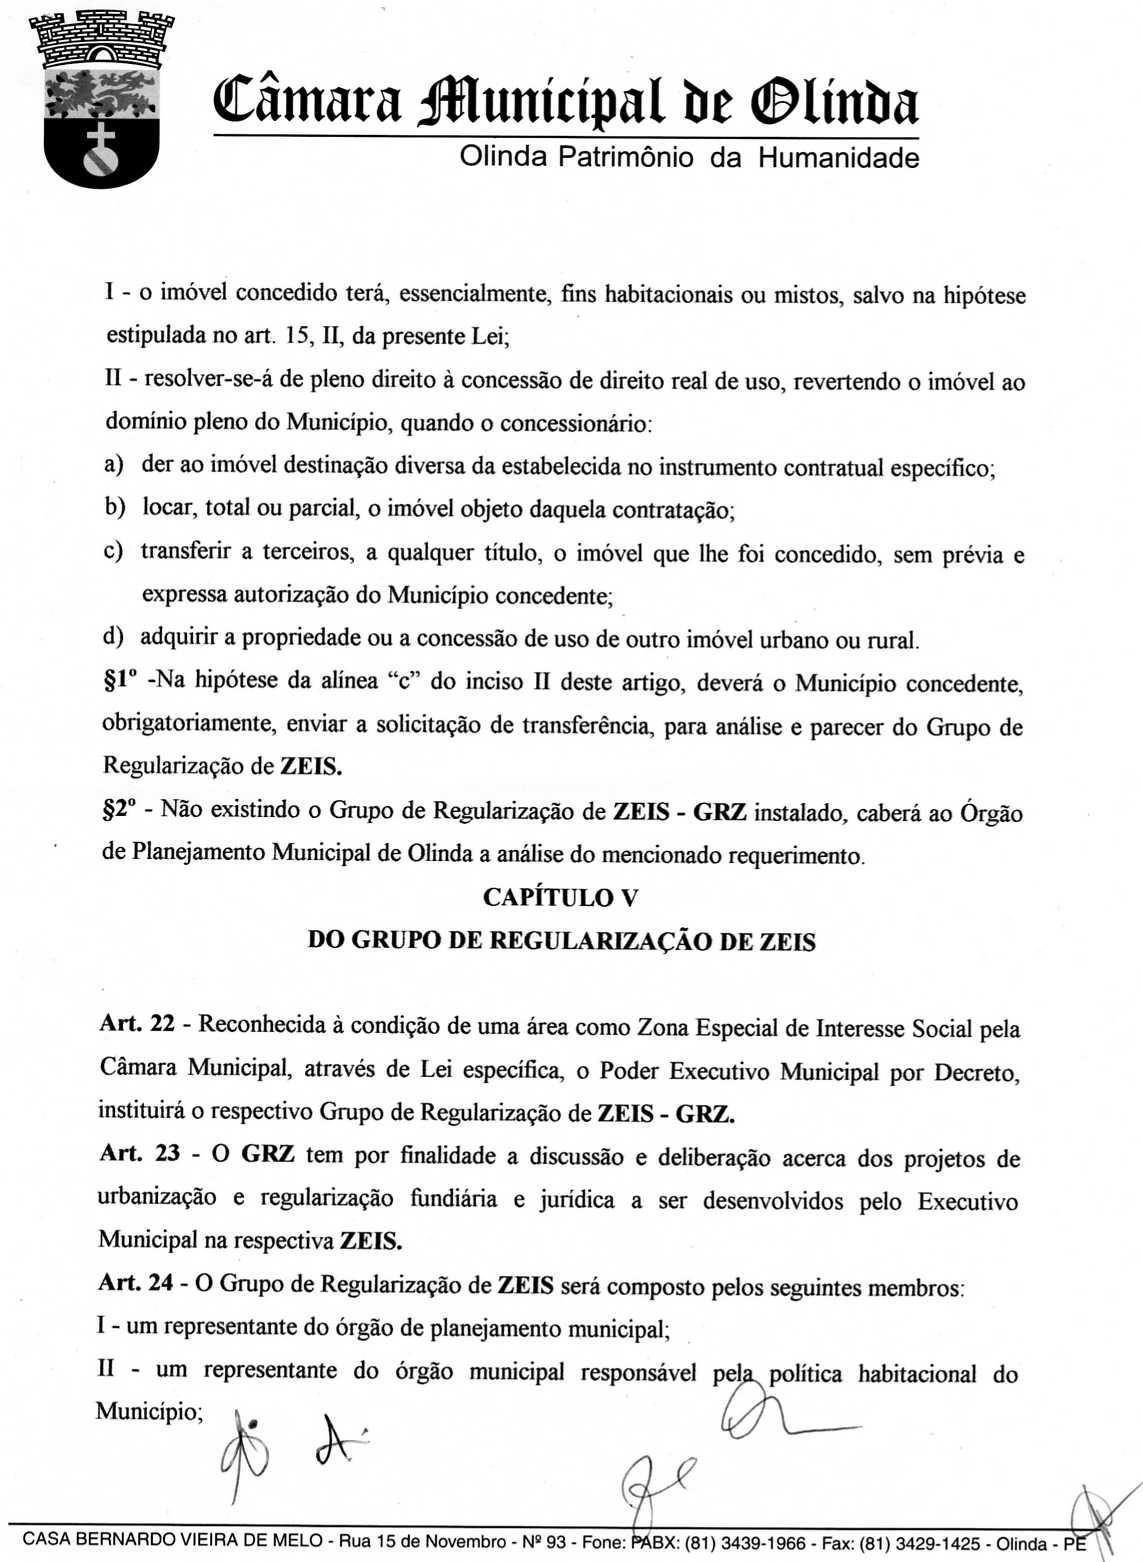 Câmara Municipal de Olinda
Olinda Patrimônio da Humanidade
I - o imóvel concedido terá, essencialmente, fins habitacionais ou mistos, salvo na hipótese
estipulada no art. 15, II, da presente Lei;
II - resolver-se-á de pleno direito à concessão de direito real de uso, revertendo o imóvel ao
domínio pleno do Município, quando o concessionário:
a) der ao imóvel destinação diversa da estabelecida no instrumento contratual específico;
b) locar, total ou parcial, o imóvel objeto daquela contratação;
c) transferir a terceiros, a qualquer título, o imóvel que lhe foi concedido, sem prévia e
expressa autorização do Município concedente;
d) adquirir a propriedade ou a concessão de uso de outro imóvel urbano ou rural.
§1º -Na hipótese da alínea “c” do inciso II deste artigo, deverá o Município concedente,
obrigatoriamente, enviar a solicitação de transferência, para análise e parecer do Grupo de
Regularização de ZEIS.
§2º - Não existindo o Grupo de Regularização de ZEIS - GRZ instalado, caberá ao Órgão
de Planejamento Municipal de Olinda a análise do mencionado requerimento.
CAPÍTULO V
DO GRUPO DE REGULARIZAÇÃO DE ZEIS
Art. 22 - Reconhecida à condição de uma área como Zona Especial de Interesse Social pela
Câmara Municipal, através de Lei específica, o Poder Executivo Municipal por Decreto,
instituirá o respectivo Grupo de Regularização de ZEIS - GRZ.
Art. 23 - O GRZ tem por finalidade a discussão e deliberação acerca dos projetos de
urbanização e regularização fundiária e jurídica a ser desenvolvidos pelo Executivo
Municipal na respectiva ZEIS.
Art. 24 - O Grupo de Regularização de ZEIS será composto pelos seguintes membros:
I - um representante do órgão de planejamento municipal;
II - um representante do órgão municipal responsável pela política habitacional do
Município;
CASA BERNARDO VIEIRA DE MELO - Rua 15 de Novembro - Nº 93 - Fone: PABX: (81) 3439-1966 - Fax: (81) 3429-1425 - Olinda - PE